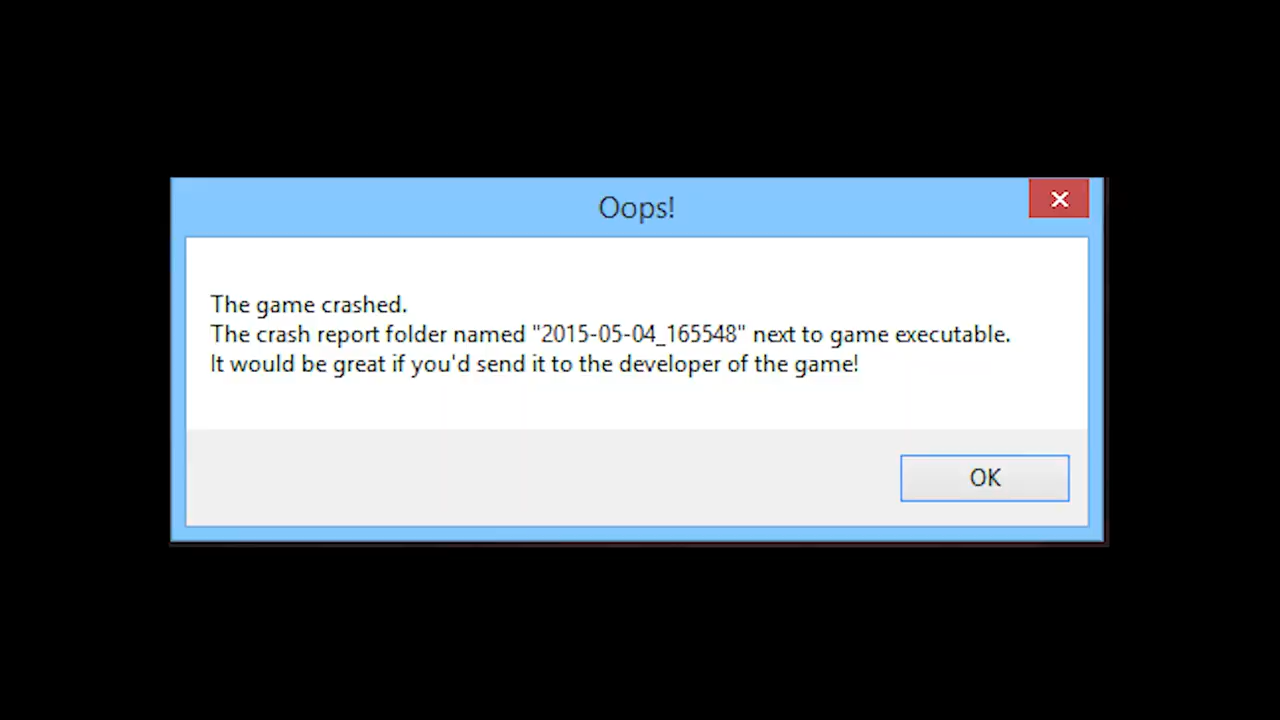 Oops!
The game crashed.
The crash report folder named "2015-05-04_165548" next to game executable.
It would be great if you'd send it to the developer of the game!
OK